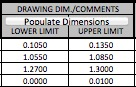 DRAWING DIM./COMMENTS
Populate Dimensions
LOWER LIMIT UPPER LIMIT
0.1050 0.1350
1.0550 1.0850
1.2700 1.3000
0.0000 0.0100